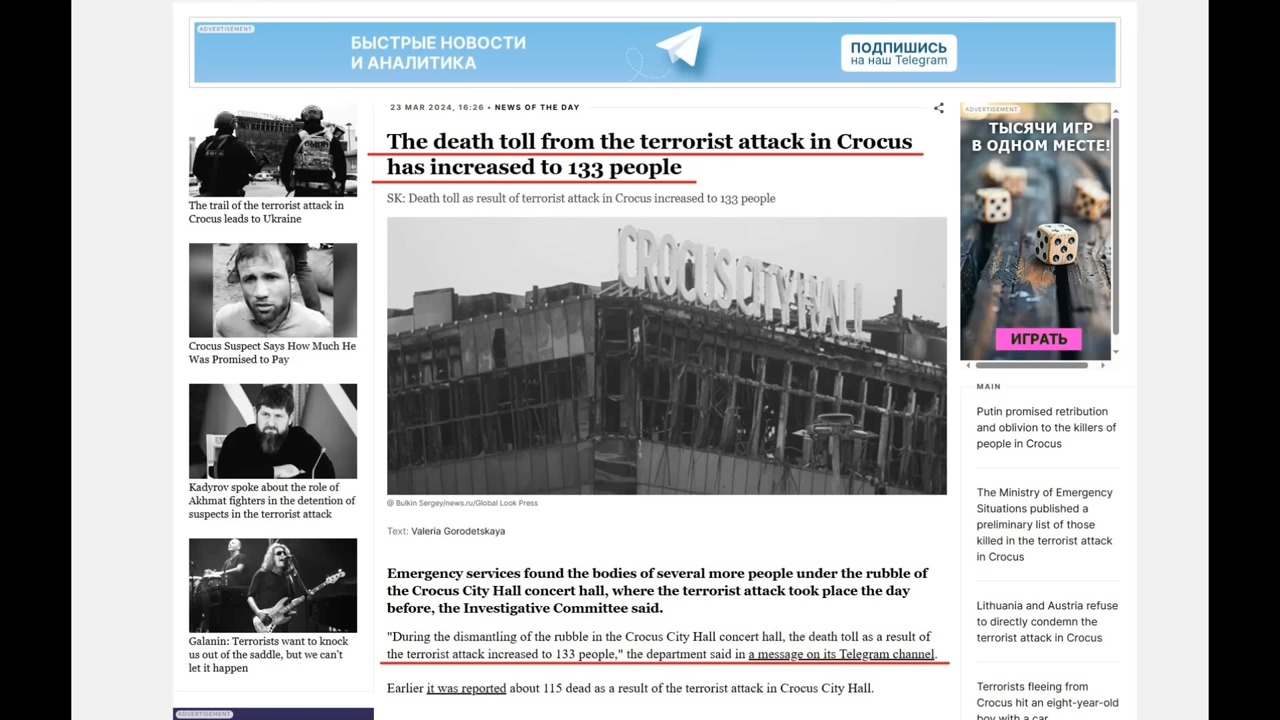 ADVERTISEMENT
БЫСТРЫЕ НОВОСТИ
И АНАЛИТИКА
ПОДПИШИСЬ
на наш Telegram
The trail of the terrorist attack in
Crocus leads to Ukraine
Crocus Suspect Says How Much He
Was Promised to Pay
Kadyrov spoke about the role of
Akhmat fighters in the detention of
suspects in the terrorist attack
Galanin: Terrorists want to knock
us out of the saddle, but we can't
let it happen
ADVERTISEMENT
23 MAR 2024, 16:26 • NEWS OF THE DAY
The death toll from the terrorist attack in Crocus
has increased to 133 people
SK: Death toll as result of terrorist attack in Crocus increased to 133 people
CROCUS CITY HALL
@ Bulkin Sergey/news.ru/Global Look Press
Text: Valeria Gorodetskaya
Emergency services found the bodies of several more people under the rubble of
the Crocus City Hall concert hall, where the terrorist attack took place the day
before, the Investigative Committee said.
"During the dismantling of the rubble in the Crocus City Hall concert hall, the death toll as a result of
the terrorist attack increased to 133 people," the department said in a message on its Telegram channel.
Earlier it was reported about 115 dead as a result of the terrorist attack in Crocus City Hall.
ADVERTISEMENT
ТЫСЯЧИ ИГР
В ОДНОМ МЕСТЕ!
ИГРАТЬ
MAIN
Putin promised retribution
and oblivion to the killers of
people in Crocus
The Ministry of Emergency
Situations published a
preliminary list of those
killed in the terrorist attack
in Crocus
Lithuania and Austria refuse
to directly condemn the
terrorist attack in Crocus
Terrorists fleeing from
Crocus hit an eight-year-old
boy with a car